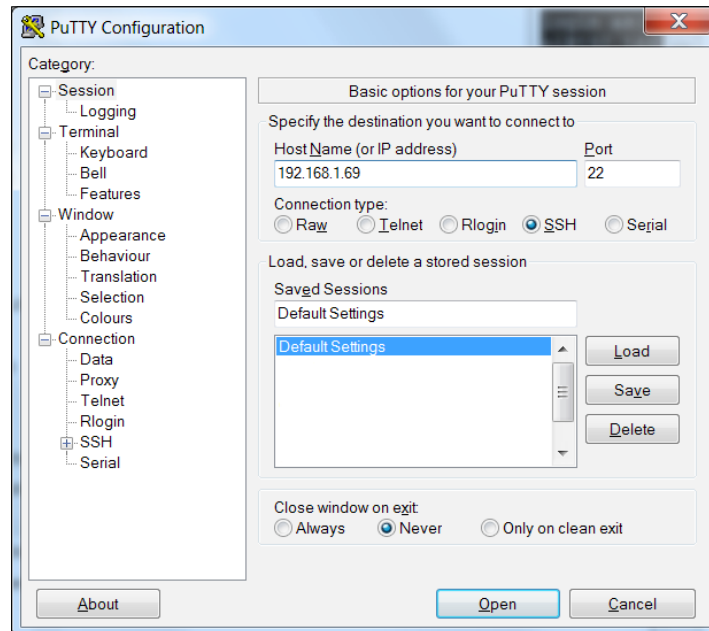 PuTTY Configuration
Category:
Session
Logging
Terminal
Keyboard
Bell
Features
Window
Appearance
Behaviour
Translation
Selection
Colours
Connection
Data
Proxy
Telnet
Rlogin
SSH
Serial
Basic options for your PuTTY session
Specify the destination you want to connect to
Host Name (or IP address) Port
192.168.1.69 22
Connection type:
Raw Telnet Rlogin SSH Serial
Load, save or delete a stored session
Saved Sessions
Default Settings
Default Settings
Load
Save
Delete
Close window on exit:
Always Never Only on clean exit
About Open Cancel